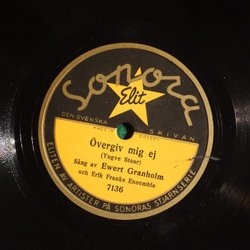 Sonora
Elit
DEN SVENSKA SKIVAN
Övergiv mig ej
(Yngve Stoor)
Sång av Ewert Granholm
och Erik Franks Ensemble
7136
ELITEN AV ARTISTER PÅ SONORAS STJÄRNSERIE